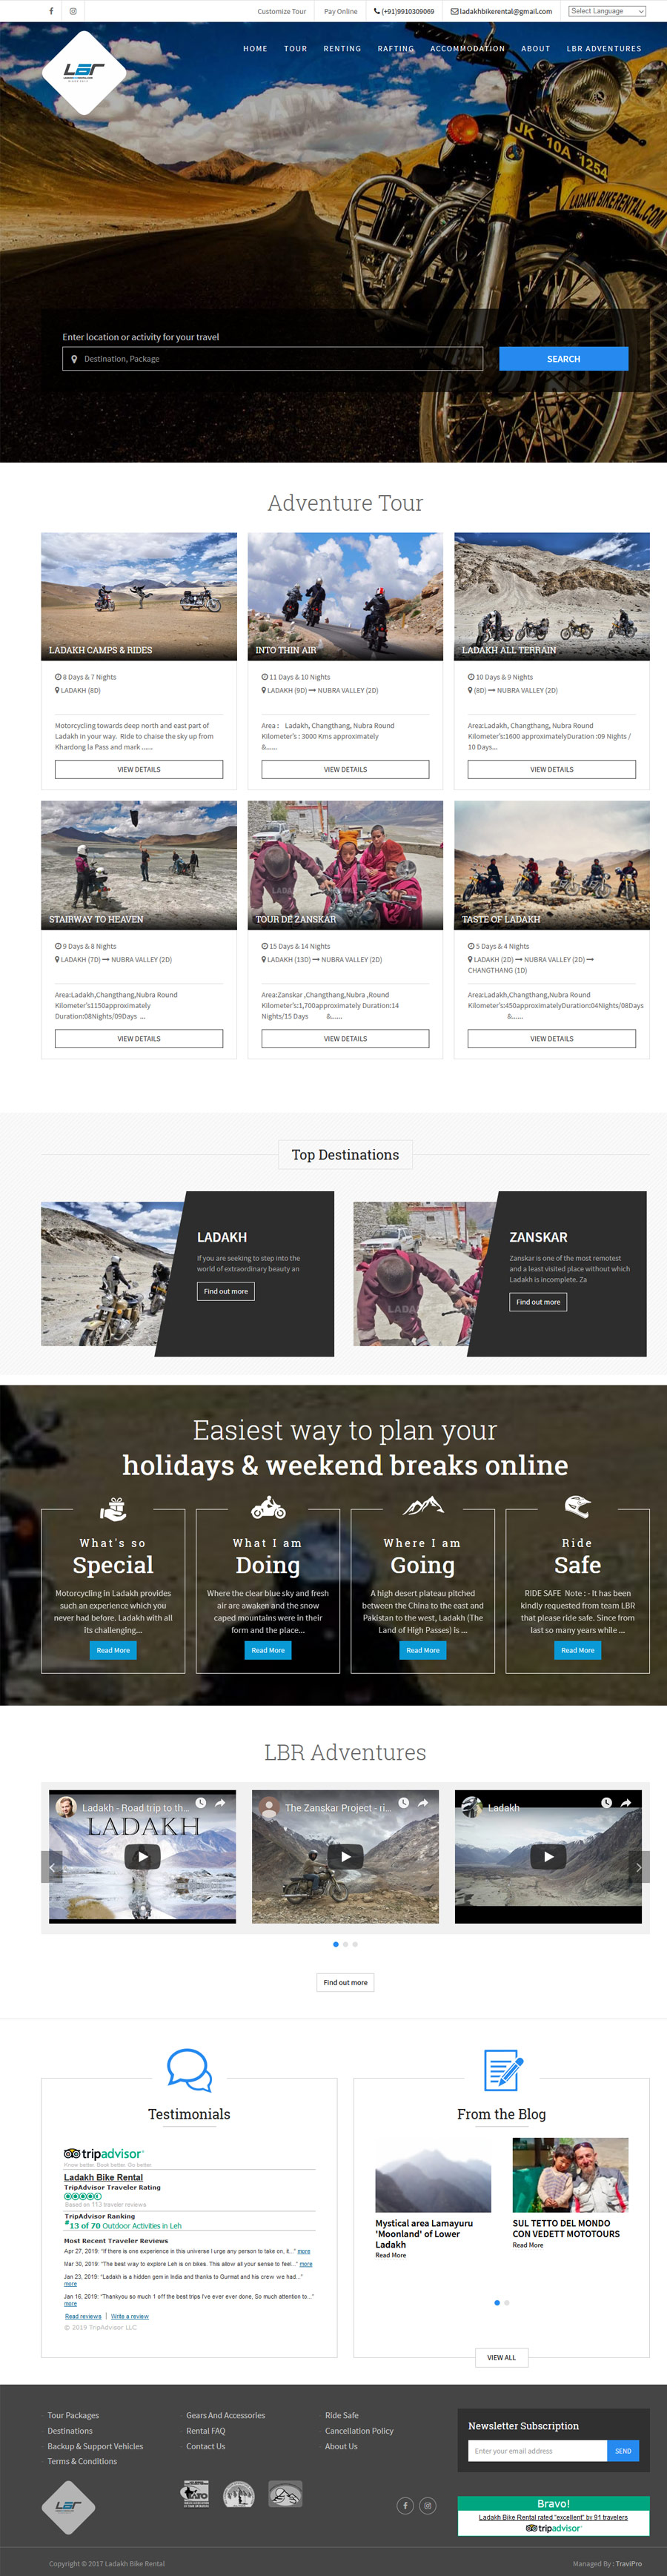 Customize Tour
Pay Online
(+91)9910309069
ladakhbikerental@gmail.com
Select Language
LBR
HOME
TOUR
RENTING
RAFTING
ACCOMMODATION
ABOUT
LBR ADVENTURES
JK 10A 1254
LADAKH BIKERENTAL.COM
Enter location or activity for your travel
Destination, Package
SEARCH
Adventure Tour
LADAKH CAMPS & RIDES
8 Days & 7 Nights
LADAKH (8D)
Motorcycling towards deep north and east part of
Ladakh in your way. Ride to chaise the sky up from
Khardong la Pass and mark ......
VIEW DETAILS
INTO THIN AIR
11 Days & 10 Nights
LADAKH (9D) → NUBRA VALLEY (2D)
Area : Ladakh, Changthang, Nubra Round
Kilometer's : 3000 Kms approximately
&......
VIEW DETAILS
LADAKH ALL TERRAIN
10 Days & 9 Nights
(8D) → NUBRA VALLEY (2D)
Area:Ladakh, Changthang, Nubra Round
Kilometer's:1600 approximatelyDuration :09 Nights /
10 Days...
VIEW DETAILS
STAIRWAY TO HEAVEN
9 Days & 8 Nights
LADAKH (7D) → NUBRA VALLEY (2D)
Area:Ladakh,Changthang,Nubra Round
Kilometer's1150approximately
Duration:08Nights/09Days ...
VIEW DETAILS
TOUR DE ZANSKAR
15 Days & 14 Nights
LADAKH (13D) → NUBRA VALLEY (2D)
Area:Zanskar ,Changthang,Nubra ,Round
Kilometer's:1,700approximately Duration:14
Nights/15 Days &......
VIEW DETAILS
TASTE OF LADAKH
5 Days & 4 Nights
LADAKH (2D) → NUBRA VALLEY (2D) →
CHANGTHANG (1D)
Area:Ladakh,Changthang,Nubra Round
Kilometer's:450approximatelyDuration:04Nights/08Days
&......
VIEW DETAILS
Top Destinations
LADAKH
If you are seeking to step into the
world of extraordinary beauty an
Find out more
ZANSKAR
Zanskar is one of the most remotest
and a least visited place without which
Ladakh is incomplete. Za
Find out more
Easiest way to plan your
holidays & weekend breaks online
What's so
Special
Motorcycling in Ladakh provides
such an experience which you
never had before. Ladakh with all
its challenging...
Read More
What I am
Doing
Where the clear blue sky and fresh
air are awaken and the snow
caped mountains were in their
form and the place...
Read More
Where I am
Going
A high desert plateau pitched
between the China to the east and
Pakistan to the west, Ladakh (The
Land of High Passes) is ...
Read More
Ride
Safe
RIDE SAFE Note : - It has been
kindly requested from team LBR
that please ride safe. Since from
last so many years while ...
Read More
LBR Adventures
Ladakh - Road trip to th...
LADAKH
The Zanskar Project - ri...
Ladakh
Find out more
Testimonials
tripadvisor
Know better. Book better. Go better.
Ladakh Bike Rental
TripAdvisor Traveler Rating
Based on 113 traveler reviews
TripAdvisor Ranking
#13 of 70 Outdoor Activities in Leh
Most Recent Traveler Reviews
Apr 27, 2019: "If there is one experience in this universe I urge any person to take on, it..." more
Mar 30, 2019: "The best way to explore Leh is on bikes. This allow all your sense to feel..." more
Jan 23, 2019: "Ladakh is a hidden gem in India and thanks to Gurmat and his crew we had..."
more
Jan 16, 2019: "Thankyou so much 1 off the best trips I've ever ever done, So much attention to..."
more
Read reviews | Write a review
© 2019 TripAdvisor LLC
From the Blog
Mystical area Lamayuru
'Moonland' of Lower
Ladakh
Read More
SUL TETTO DEL MONDO
CON VEDETT MOTOTOURS
Read More
VIEW ALL
Tour Packages
Destinations
Backup & Support Vehicles
Terms & Conditions
Gears And Accessories
Rental FAQ
Contact Us
Ride Safe
Cancellation Policy
About Us
Newsletter Subscription
Enter your email address
SEND
LBR
Bravo!
Ladakh Bike Rental rated "excellent" by 91 travelers
tripadvisor
Copyright © 2017 Ladakh Bike Rental
Managed By : TraviPro